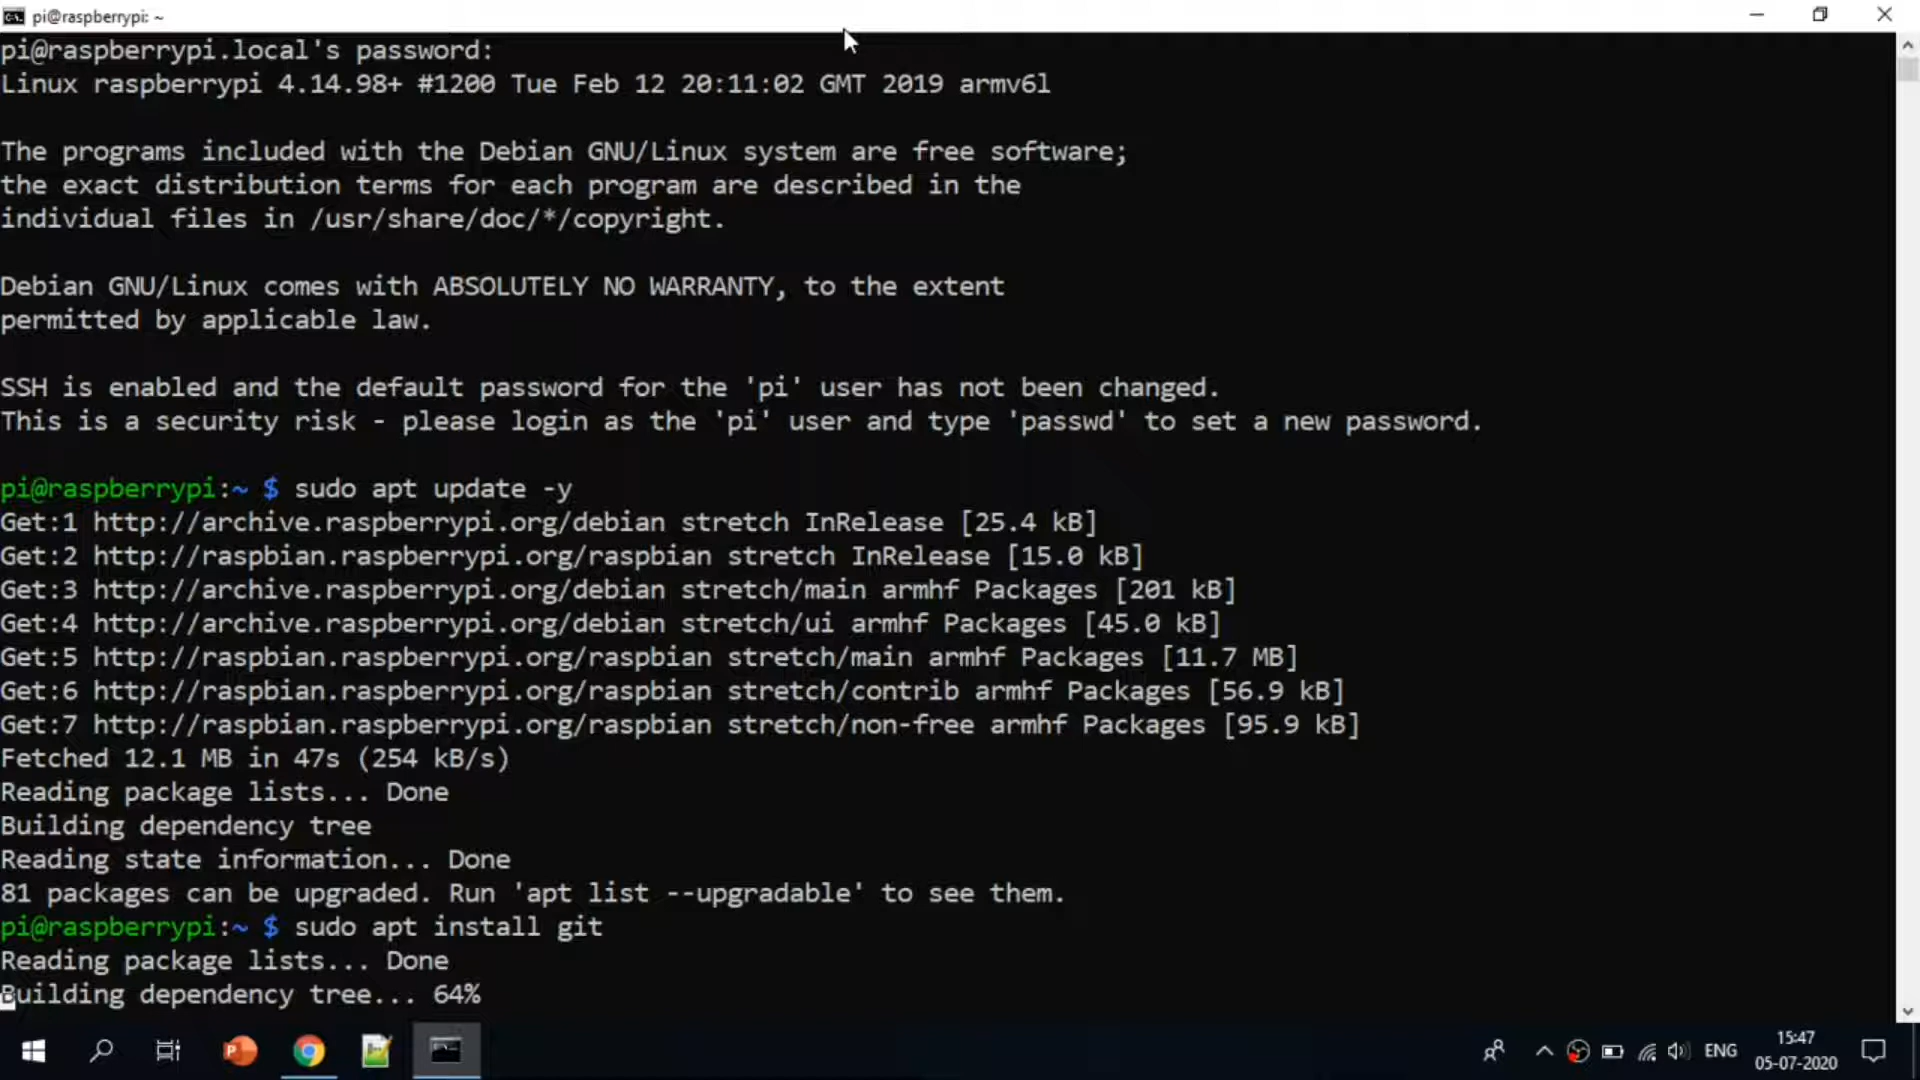 pi@raspberrypi: ~
pi@raspberrypi.local's password:
Linux raspberrypi 4.14.98+ #1200 Tue Feb 12 20:11:02 GMT 2019 armv6l
The programs included with the Debian GNU/Linux system are free software;
the exact distribution terms for each program are described in the
individual files in /usr/share/doc/*/copyright.
Debian GNU/Linux comes with ABSOLUTELY NO WARRANTY, to the extent
permitted by applicable law.
SSH is enabled and the default password for the 'pi' user has not been changed.
This is a security risk - please login as the 'pi' user and type 'passwd' to set a new password.
pi@raspberrypi:~ $ sudo apt update -y
Get:1 http://archive.raspberrypi.org/debian stretch InRelease [25.4 kB]
Get:2 http://raspbian.raspberrypi.org/raspbian stretch InRelease [15.0 kB]
Get:3 http://archive.raspberrypi.org/debian stretch/main armhf Packages [201 kB]
Get:4 http://archive.raspberrypi.org/debian stretch/ui armhf Packages [45.0 kB]
Get:5 http://raspbian.raspberrypi.org/raspbian stretch/main armhf Packages [11.7 MB]
Get:6 http://raspbian.raspberrypi.org/raspbian stretch/contrib armhf Packages [56.9 kB]
Get:7 http://raspbian.raspberrypi.org/raspbian stretch/non-free armhf Packages [95.9 kB]
Fetched 12.1 MB in 47s (254 kB/s)
Reading package lists... Done
Building dependency tree
Reading state information... Done
81 packages can be upgraded. Run 'apt list --upgradable' to see them.
pi@raspberrypi:~ $ sudo apt install git
Reading package lists... Done
Building dependency tree... 64%
ENG
15:47
05-07-2020